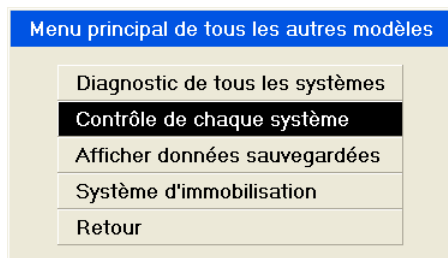 Menu principal de tous les autres modèles
Diagnostic de tous les systèmes
Contrôle de chaque système
Afficher données sauvegardées
Système d'immobilisation
Retour